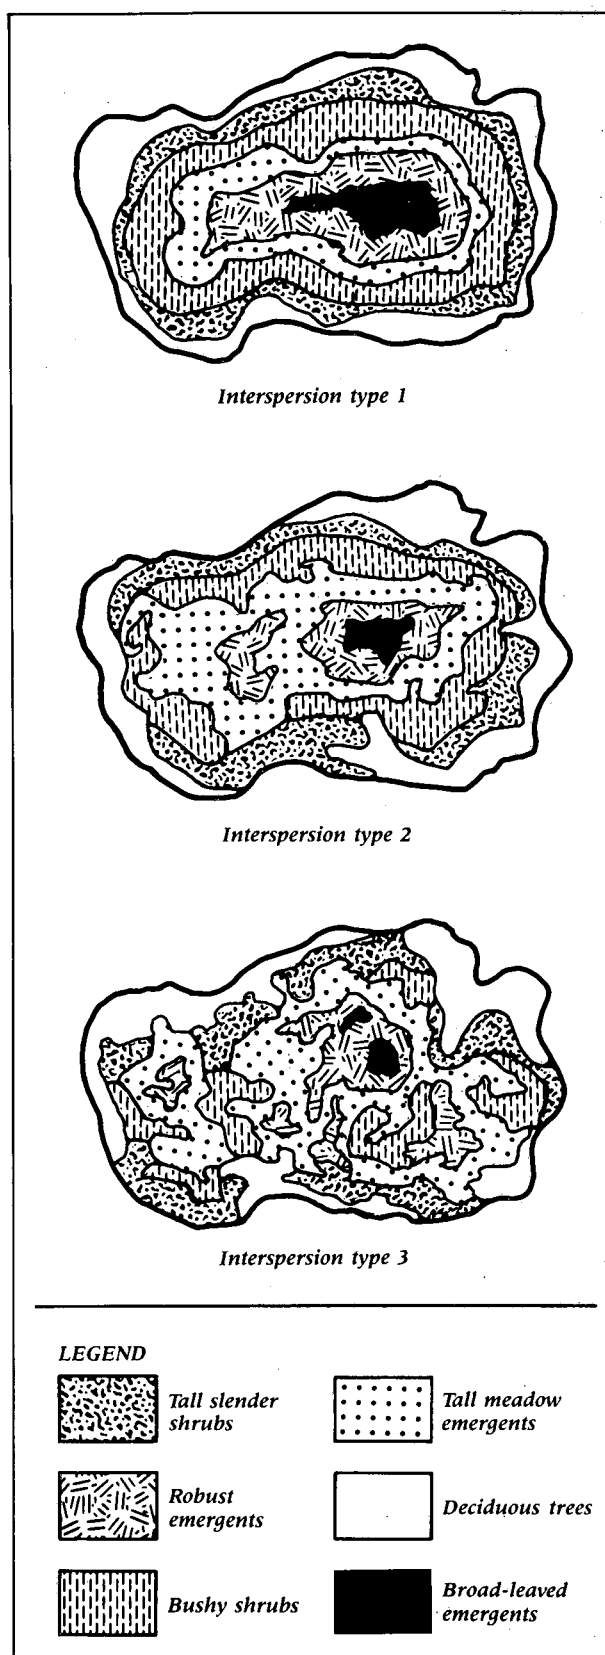 Interspersion type 1
Interspersion type 2
Interspersion type 3
LEGEND
Tall slender
shrubs
Tall meadow
emergents
Robust
emergents
Deciduous trees
Bushy shrubs
Broad-leaved
emergents